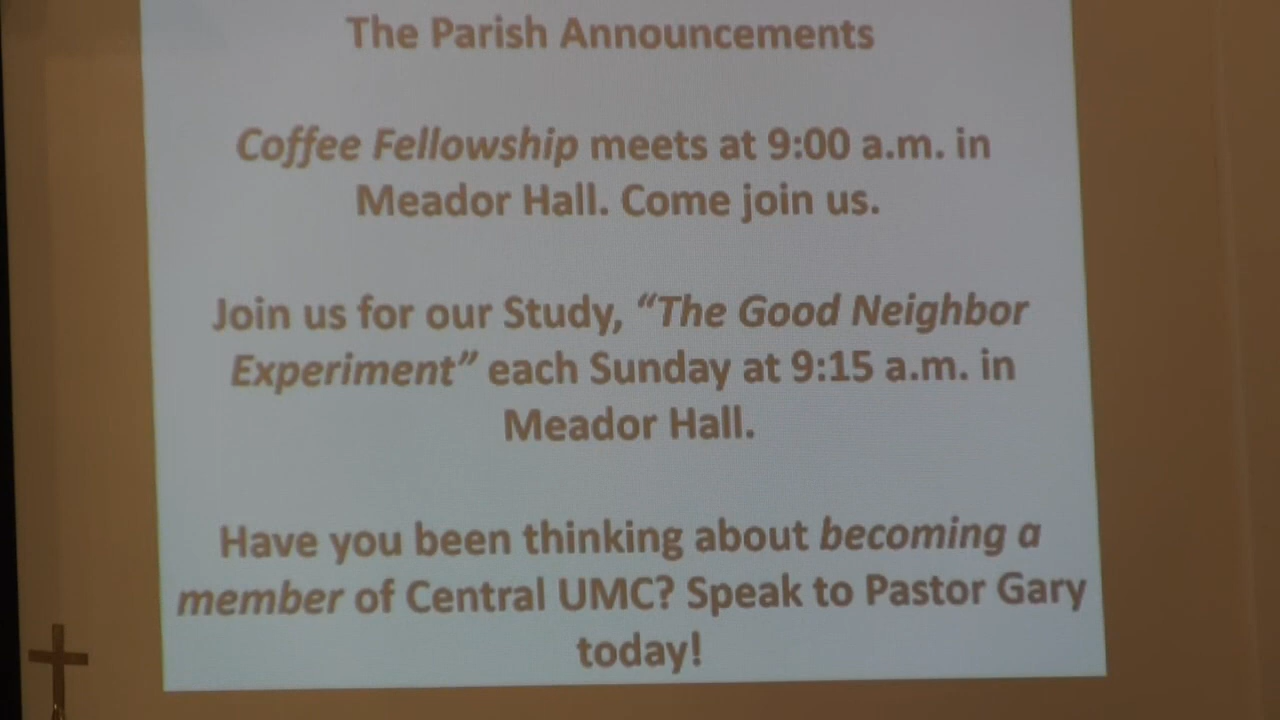 The Parish Announcements
Coffee Fellowship meets at 9:00 a.m. in
Meador Hall. Come join us.
Join us for our Study, “The Good Neighbor
Experiment” each Sunday at 9:15 a.m. in
Meador Hall.
Have you been thinking about becoming a
member of Central UMC? Speak to Pastor Gary
today!